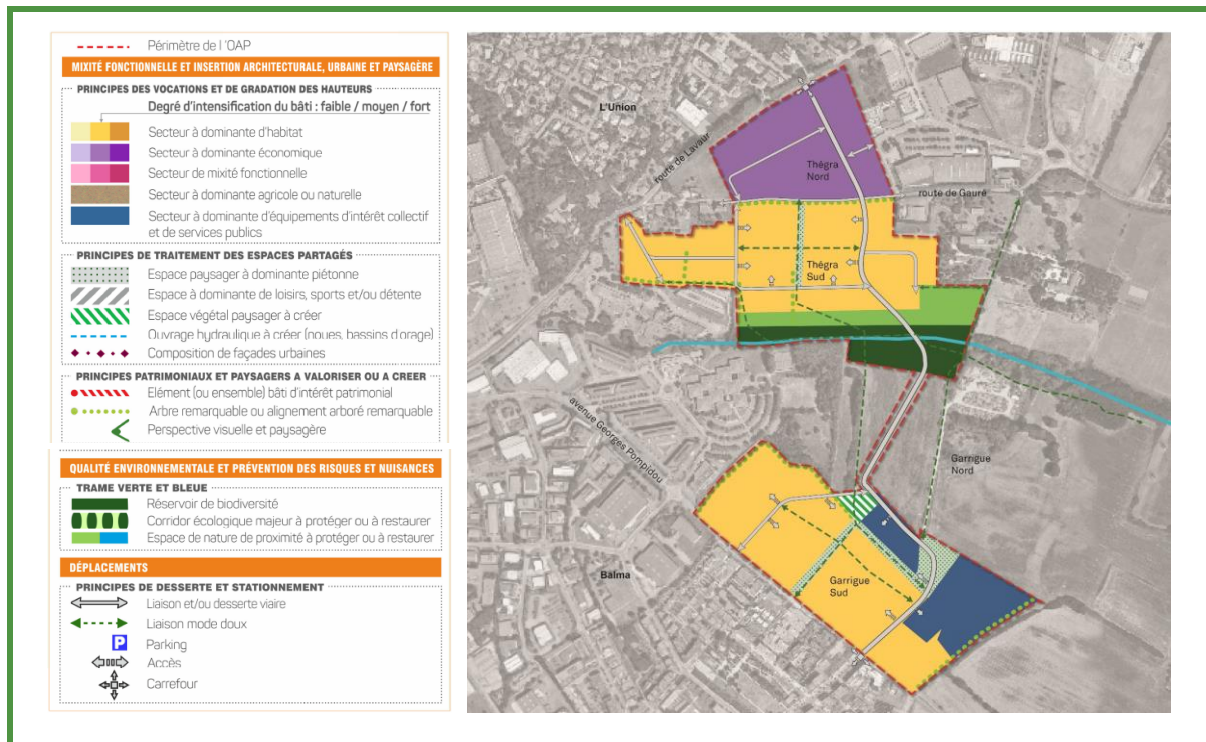 Périmètre de l 'OAP
MIXITÉ FONCTIONNELLE ET INSERTION ARCHITECTURALE, URBAINE ET PAYSAGÈRE
PRINCIPES DES VOCATIONS ET DE GRADATION DES HAUTEURS
Degré d'intensification du bâti : faible / moyen / fort
Secteur à dominante d'habitat
Secteur à dominante économique
Secteur de mixité fonctionnelle
Secteur à dominante agricole ou naturelle
Secteur à dominante d'équipements d'intérêt collectif
et de services publics
PRINCIPES DE TRAITEMENT DES ESPACES PARTAGÉS
Espace paysager à dominante piétonne
Espace à dominante de loisirs, sports et/ou détente
Espace végétal paysager à créer
Ouvrage hydraulique à créer (noues, bassins d'orage)
Composition de façades urbaines
PRINCIPES PATRIMONIAUX ET PAYSAGERS A VALORISER OU A CREER
Elément (ou ensemble) bâti d'intérêt patrimonial
Arbre remarquable ou alignement arboré remarquable
Perspective visuelle et paysagère
QUALITÉ ENVIRONNEMENTALE ET PRÉVENTION DES RISQUES ET NUISANCES
TRAME VERTE ET BLEUE
Réservoir de biodiversité
Corridor écologique majeur à protéger ou à restaurer
Espace de nature de proximité à protéger ou à restaurer
DÉPLACEMENTS
PRINCIPES DE DESSERTE ET STATIONNEMENT
Liaison et/ou desserte viaire
Liaison mode doux
P Parking
Accès
Carrefour
L'Union
route de Lavaur
Thégra
Nord
route de Gauré
Thégra
Sud
avenue Georges Pompidou
Garrigue
Nord
Balma
Garrigue
Sud